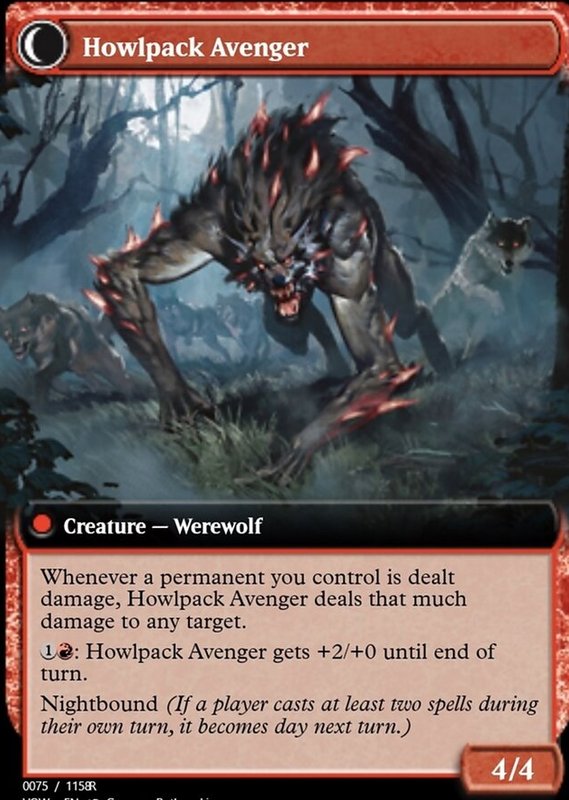 Howlpack Avenger
Creature — Werewolf
Whenever a permanent you control is dealt
damage, Howlpack Avenger deals that much
damage to any target.
1R: Howlpack Avenger gets +2/+0 until end of
turn.
Nightbound (If a player casts at least two spells during
their own turn, it becomes day next turn.)
4/4
0075 / 1158R